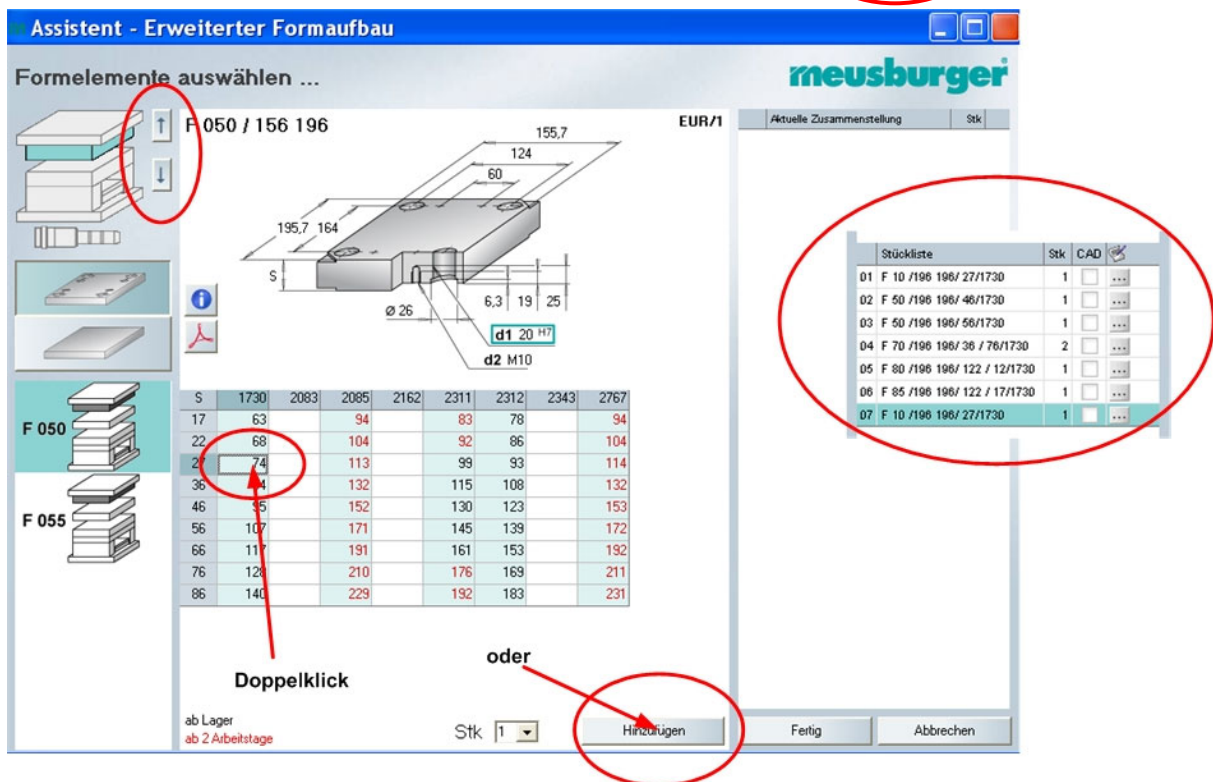 Assistent - Erweiterter Formaufbau
Formelemente auswählen ...
meusburger
F 050 / 156 196
EUR/1
155,7
124
60
195,7 164
S
6,3 19 25
Ø 26
d1 20 H7
d2 M10
F 050
F 055
S 1730 2083 2085 2162 2311 2312 2343 2767
17 63 94 83 78 94
22 68 104 92 86 104
27 74 113 99 93 114
36 132 115 108 132
46 95 152 130 123 153
56 107 171 145 139 172
66 117 191 161 153 192
76 128 210 176 169 211
86 140 229 192 183 231
Doppelklick
oder
ab Lager
ab 2 Arbeitstage
Stk 1
Hinzufügen
Aktuelle Zusammenstellung Stk
Stückliste Stk CAD
01 F 10 /196 196/ 27/1730 1 ...
02 F 50 /196 196/ 46/1730 1 ...
03 F 50 /196 196/ 56/1730 1 ...
04 F 70 /196 196/ 36 / 76/1730 2 ...
05 F 80 /196 196/ 122 / 12/1730 1 ...
06 F 85 /196 196/ 122 / 17/1730 1 ...
07 F 10 /196 196/ 27/1730 1 ...
Fertig
Abbrechen